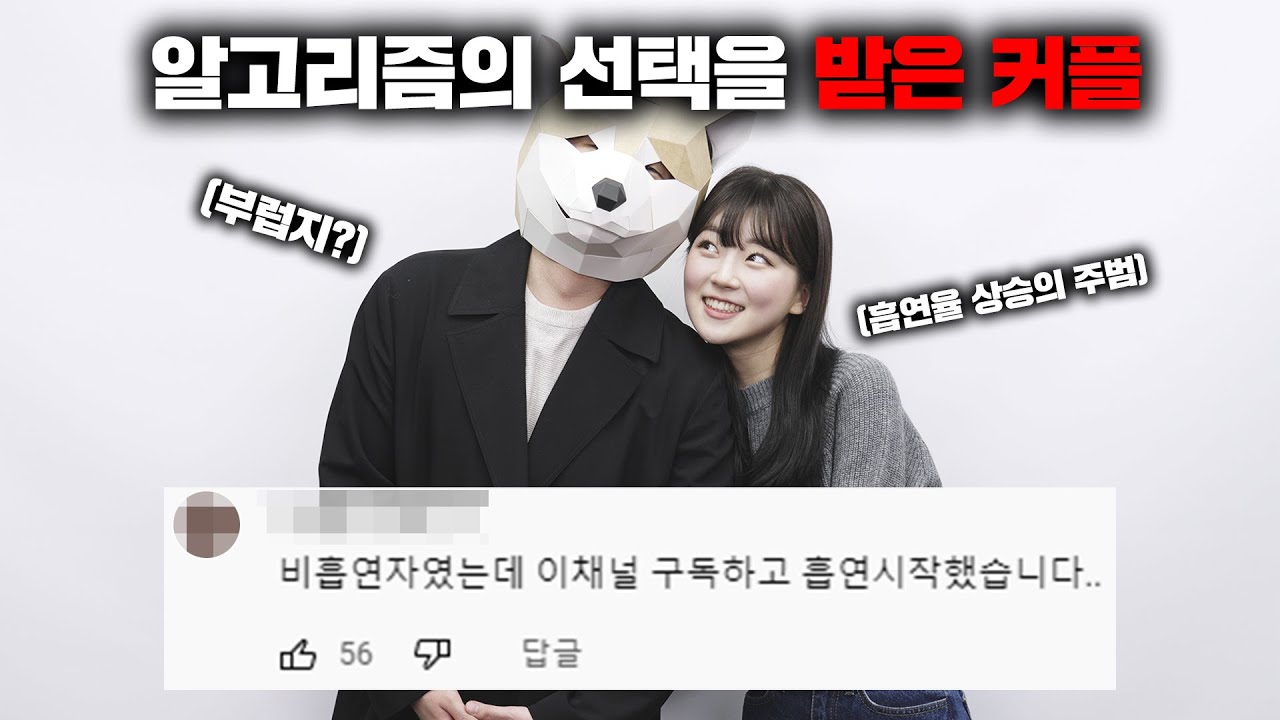 알고리즘의 선택을 받은 커플
(부럽지?)
(흡연율 상승의 주범)
비흡연자였는데 이채널 구독하고 흡연시작했습니다..
56 답글